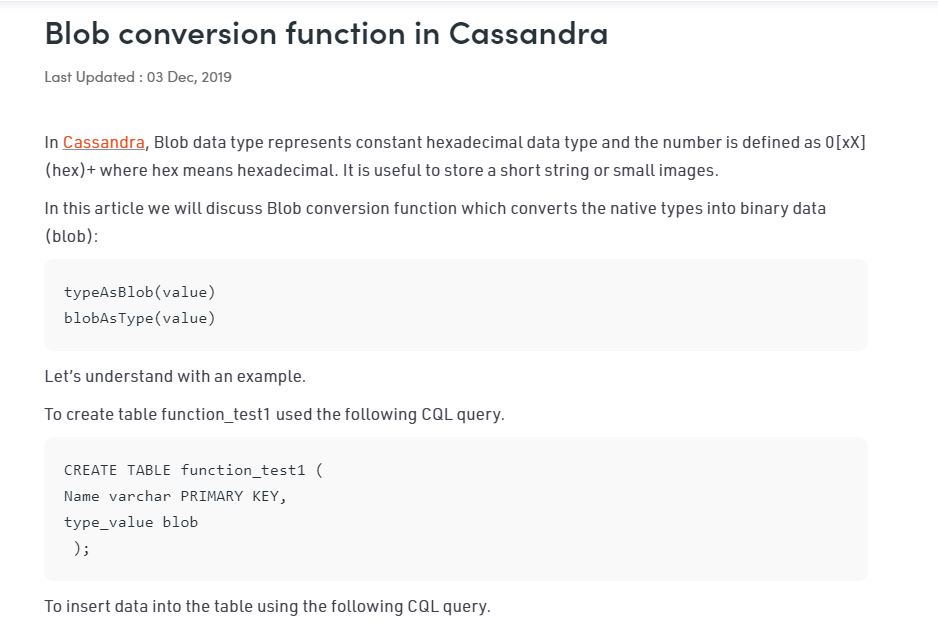 Blob conversion function in Cassandra
Last Updated : 03 Dec, 2019
In Cassandra, Blob data type represents constant hexadecimal data type and the number is defined as 0[xX]
(hex)+ where hex means hexadecimal. It is useful to store a short string or small images.
In this article we will discuss Blob conversion function which converts the native types into binary data
(blob):
typeAsBlob(value)
blobAsType(value)
Let's understand with an example.
To create table function_test1 used the following CQL query.
CREATE TABLE function_test1 (
Name varchar PRIMARY KEY,
type_value blob
);
To insert data into the table using the following CQL query.